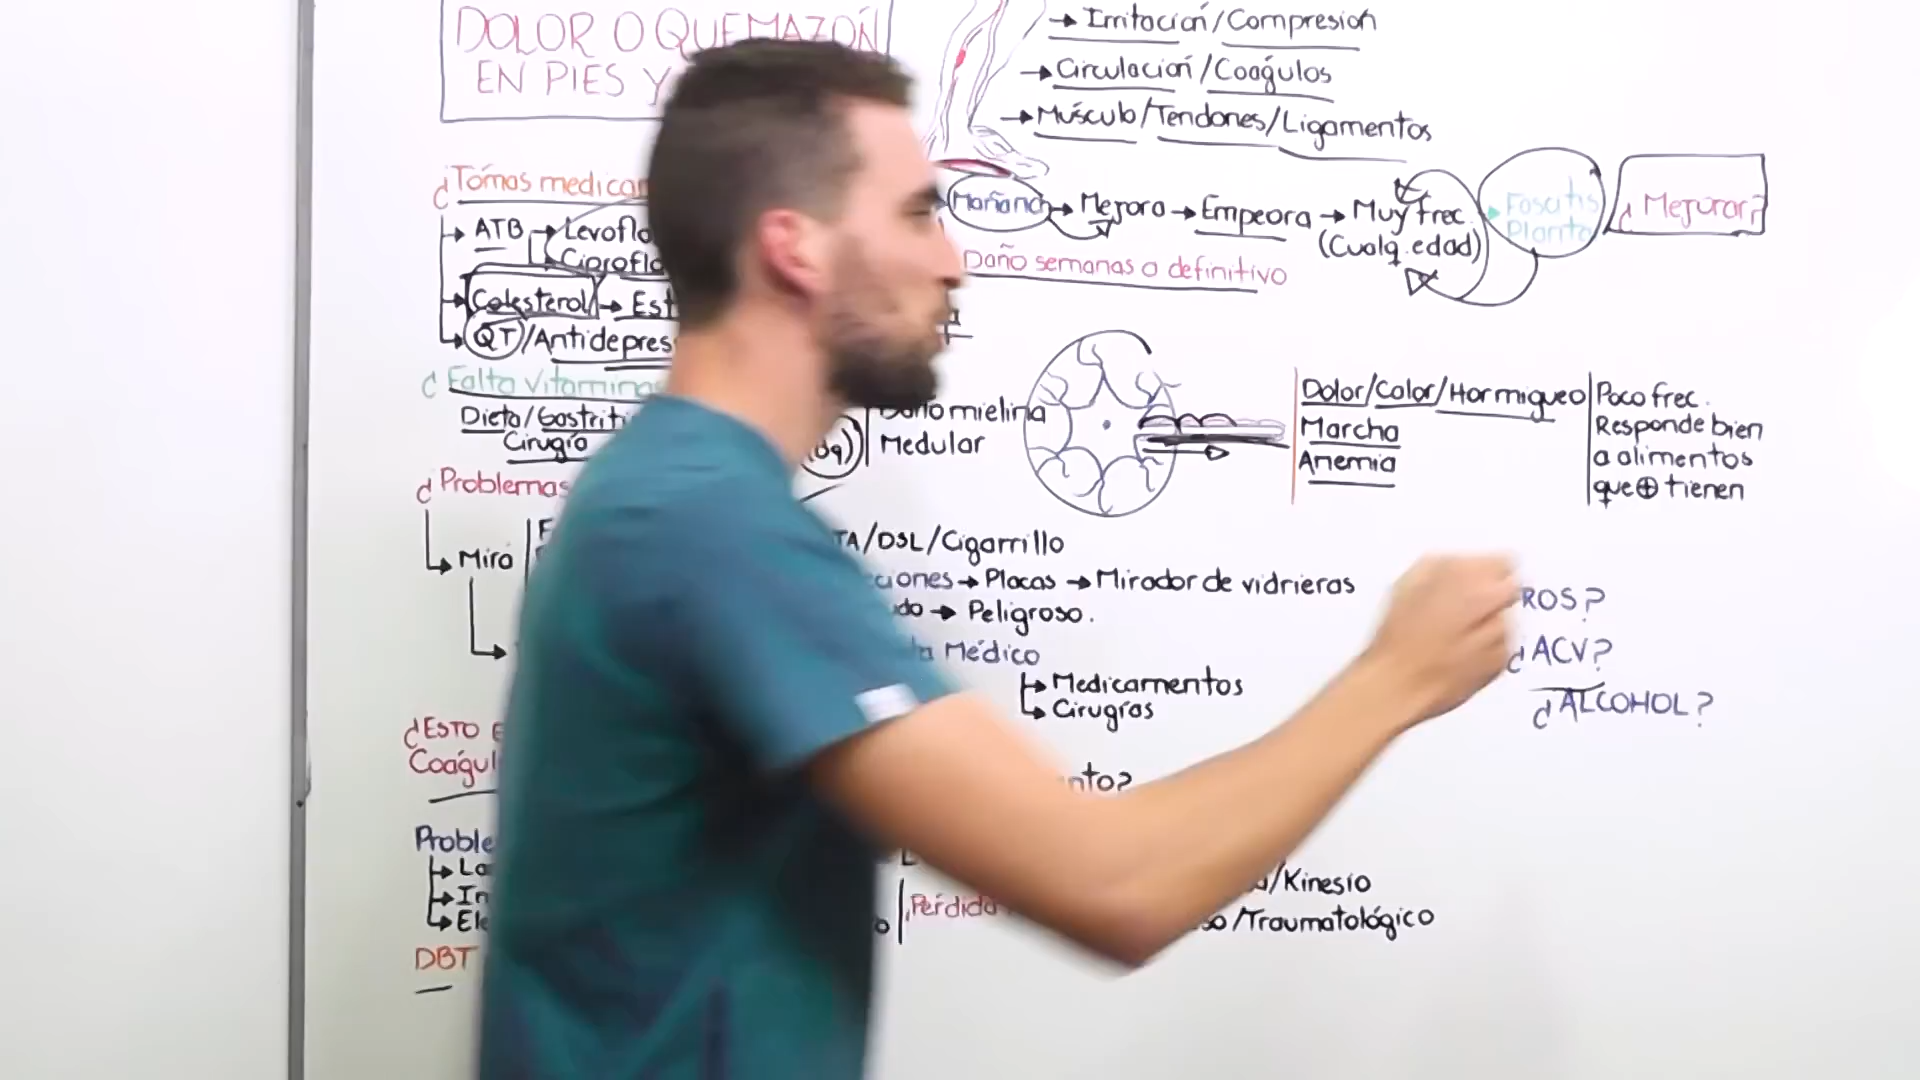 DOLOR O QUEMAZÓN
EN PIES Y
→ Irritación/Compresión
→ Circulación/Coágulos
→ Músculo/Tendones/Ligamentos
¿Tomas medicam
→ ATB → Levoflo
Ciproflo
→ Colesterol → Est
→ QT/Antidepres
Mañana → Mejora → Empeora → Muy frec.
(Cualq. edad)
Fascitis
Planta
¿Mejorar?
Daño semanas o definitivo
¿Falta vitaminas
Dieta/Gastriti
Cirugía
Daño mielina
Medular
Dolor/Calor/Hormigueo
Marcha
Anemia
Poco frec.
Responde bien
a alimentos
que ⊕ tienen
¿Problemas
→ Mirá
TA/DSL/Cigarrillo
ciones → Placas → Mirador de vidrieras
do → Peligroso.
Médico
→ Medicamentos
→ Cirugías
ROS?
¿ACV?
¿ALCOHOL?
¿ESTO E
Coágul
nto?
Proble
→ La
→ In
→ Ele
DBT
Pérdida
/Kinesio
so/Traumatológico